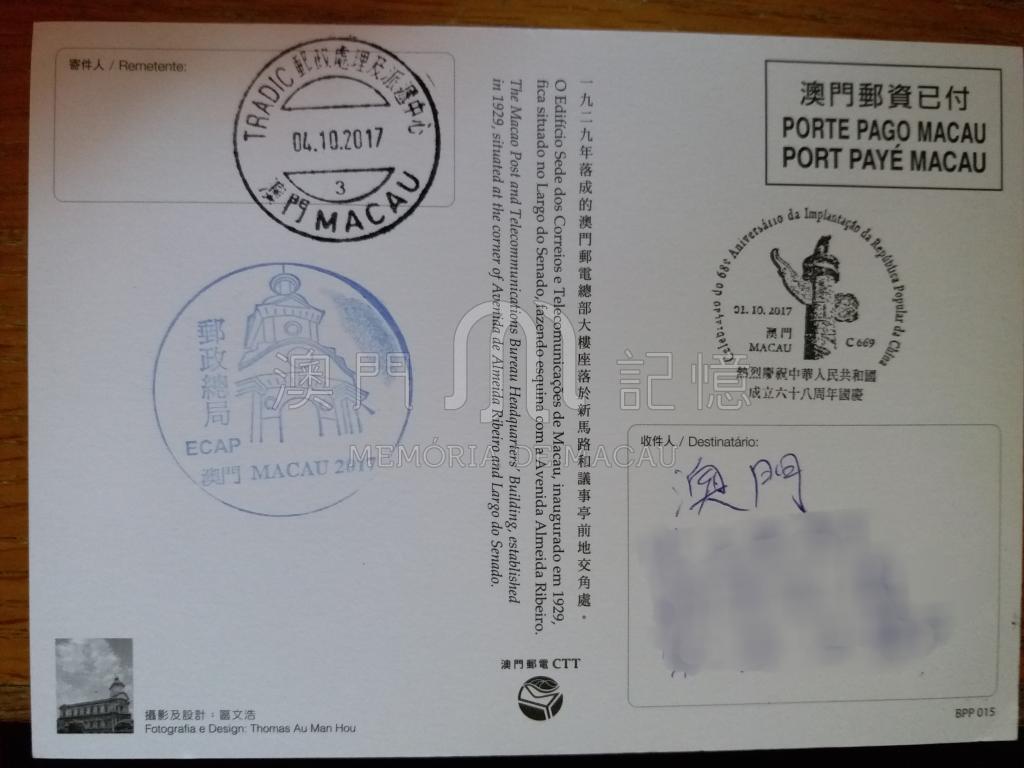 寄件人 / Remetente:
TRADIC 郵政處理及派遞中心
04.10.2017
3
澳門 MACAU
郵政總局
ECAP
澳門 MACAU 2017
一九二九年落成的澳門郵電總部大樓座落於新馬路和議事亭前地交角處。
O Edifício Sede dos Correios e Telecomunicações de Macau, inaugurado em 1929,
fica situado no Largo do Senado, fazendo esquina com a Avenida Almeida Ribeiro.
The Macao Post and Telecommunications Bureau Headquarters' Building, established
in 1929, situated at the corner of Avenida de Almeida Ribeiro and Largo do Senado.
澳門郵電 CTT
澳門郵資已付
PORTE PAGO MACAU
PORT PAYÉ MACAU
Celebração do 68º Aniversário da Implantação da República Popular da China
01.10.2017
澳門
MACAU
C 669
熱烈慶祝中華人民共和國
成立六十八周年國慶
收件人 / Destinatário:
澳門
攝影及設計：區文浩
Fotografia e Design: Thomas Au Man Hou
BPP 015
澳門記憶
MEMÓRIA DE MACAU